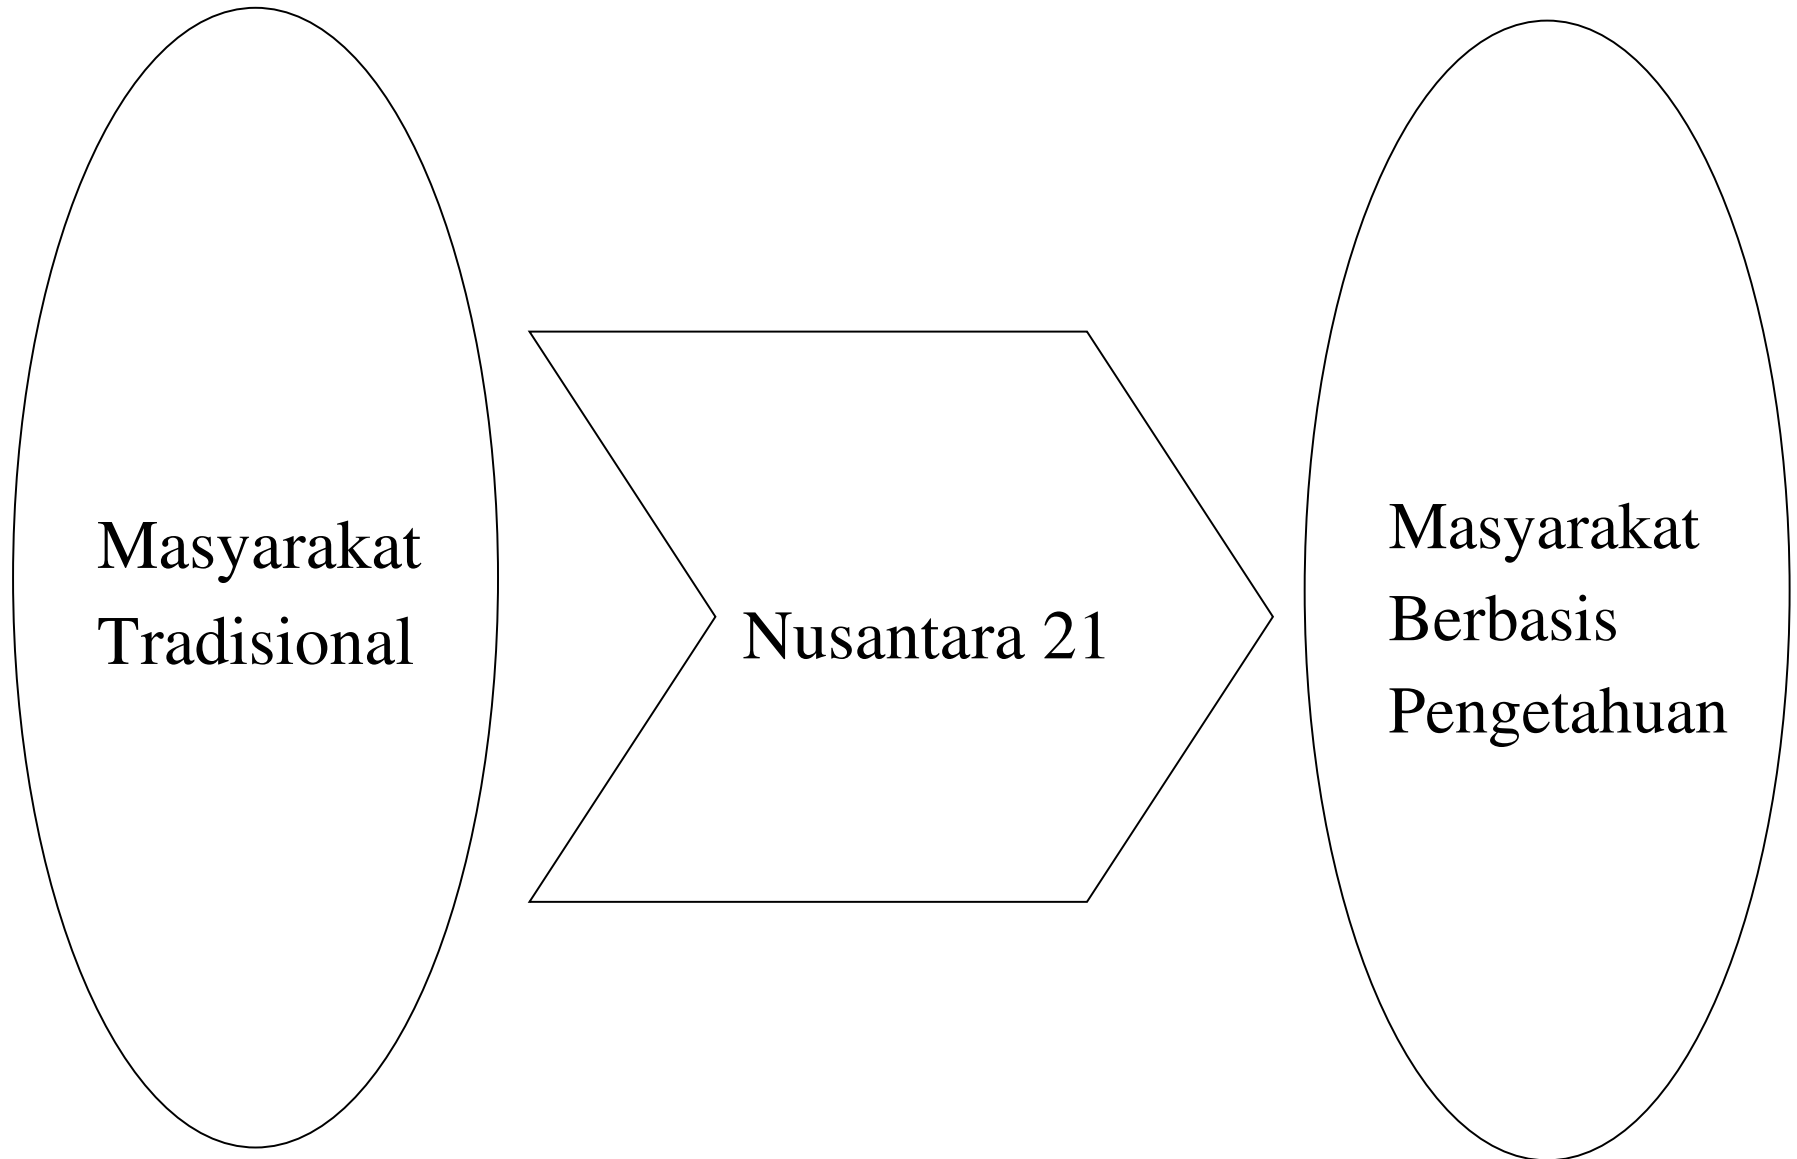 Masyarakat
Tradisional
Nusantara 21
Masyarakat
Berbasis
Pengetahuan